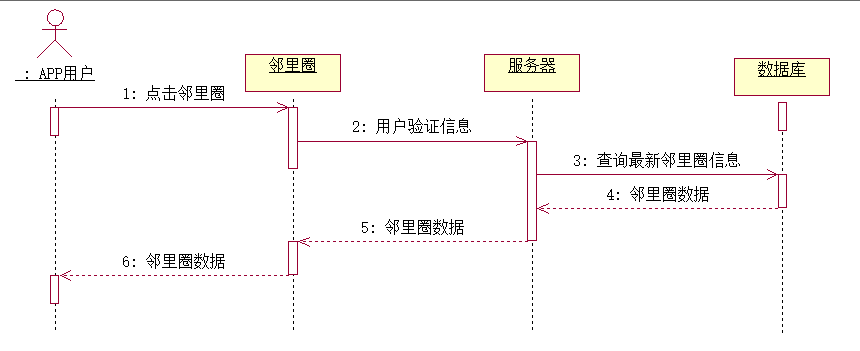 : APP用户
邻里圈
服务器
数据库
1: 点击邻里圈
2: 用户验证信息
3: 查询最新邻里圈信息
4: 邻里圈数据
5: 邻里圈数据
6: 邻里圈数据